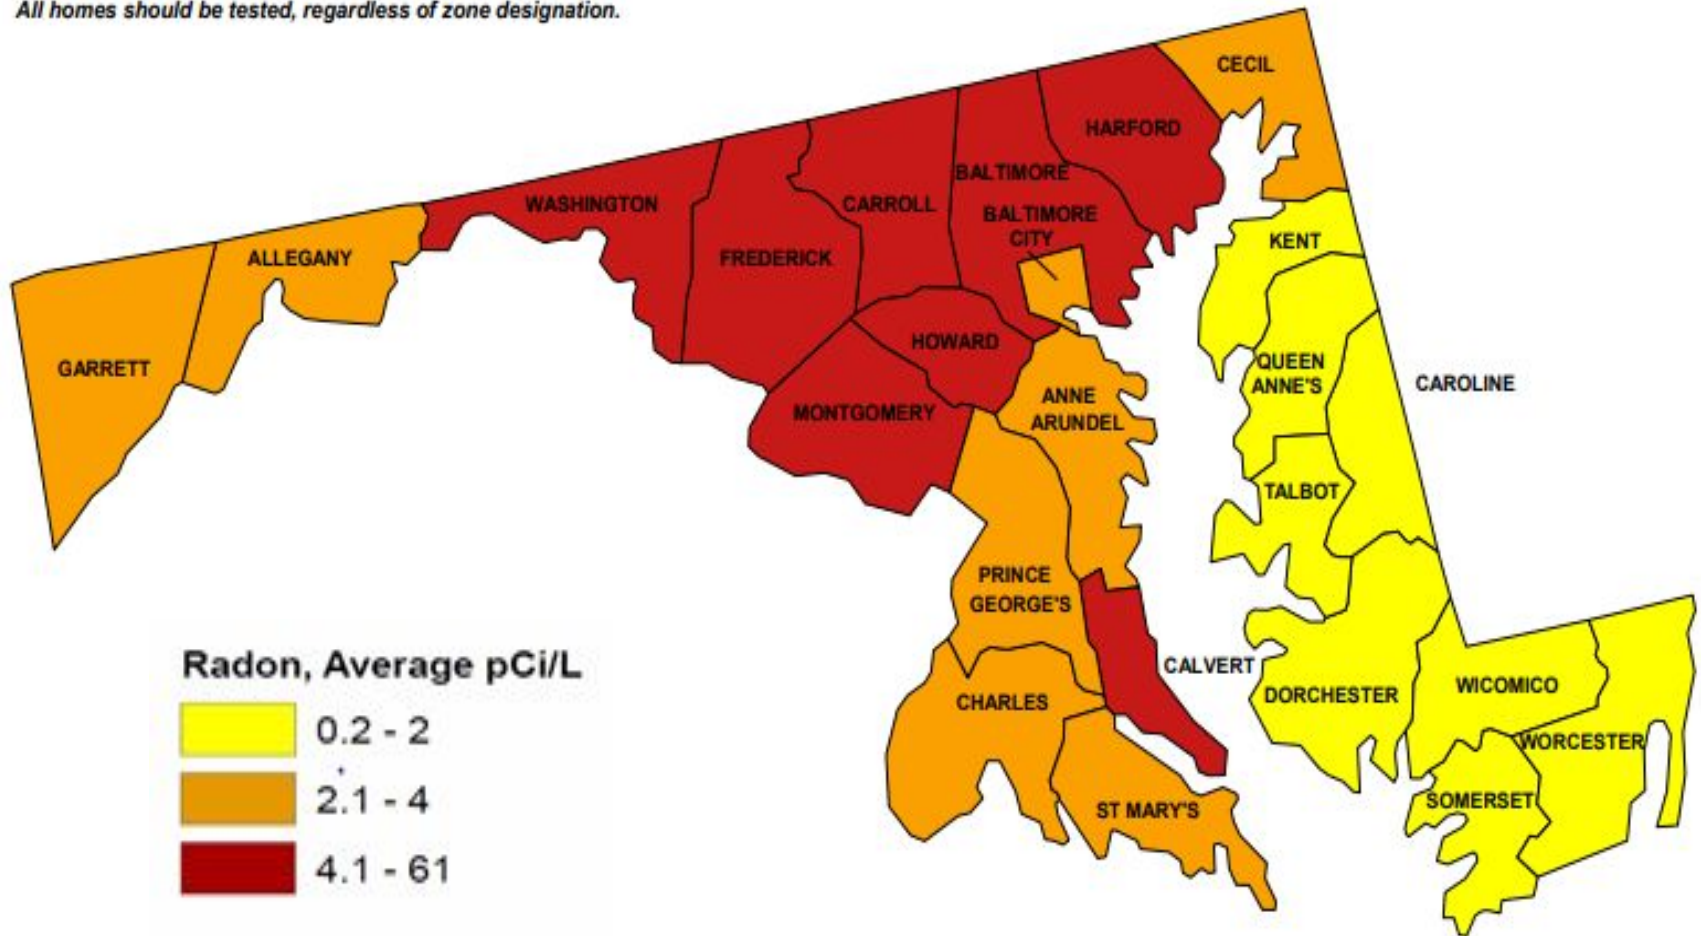 All homes should be tested, regardless of zone designation.
CECIL
HARFORD
BALTIMORE
WASHINGTON
CARROLL
BALTIMORE
CITY
KENT
ALLEGANY
FREDERICK
HOWARD
GARRETT
QUEEN
ANNE'S
CAROLINE
ANNE
ARUNDEL
MONTGOMERY
TALBOT
PRINCE
GEORGE'S
CALVERT
DORCHESTER
WICOMICO
CHARLES
WORCESTER
SOMERSET
ST MARY'S
Radon, Average pCi/L
0.2 - 2
2.1 - 4
4.1 - 61